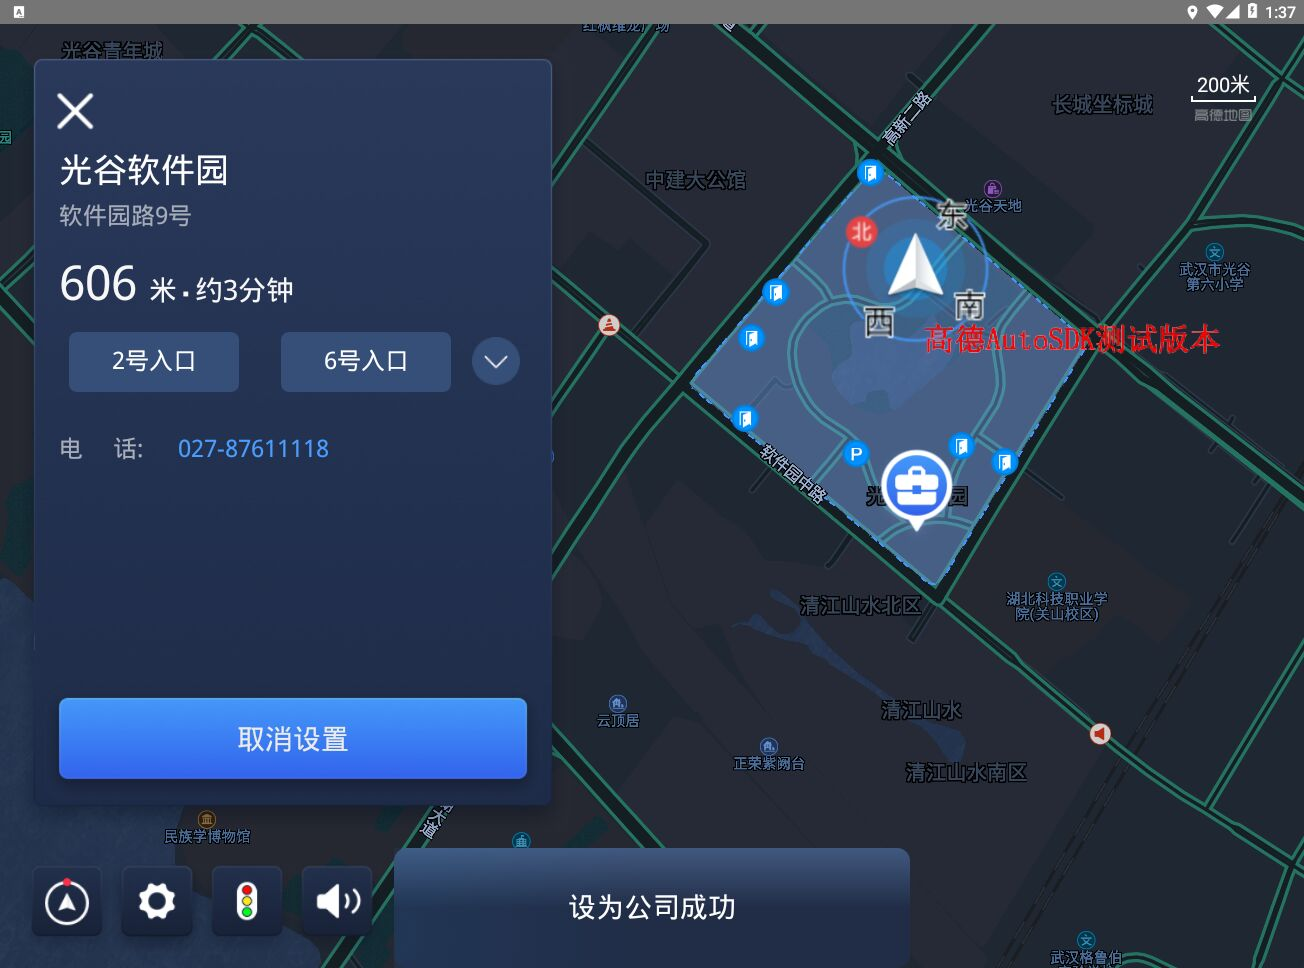 1:37
光谷青年城
200米
高德地图
长城坐标城
高新二路
光谷软件园
软件园路9号
中建大公馆
光谷天地
东
北
南
西
武汉市光谷
第六小学
606 米·约3分钟
高德AutoSDK测试版本
2号入口
6号入口
电 话: 027-87611118
P
软件园中路
湖北科技职业学
院(关山校区)
清江山水北区
清江山水
云顶居
正荣紫阙台
清江山水南区
取消设置
民族学博物馆
大道
设为公司成功
武汉格鲁伯